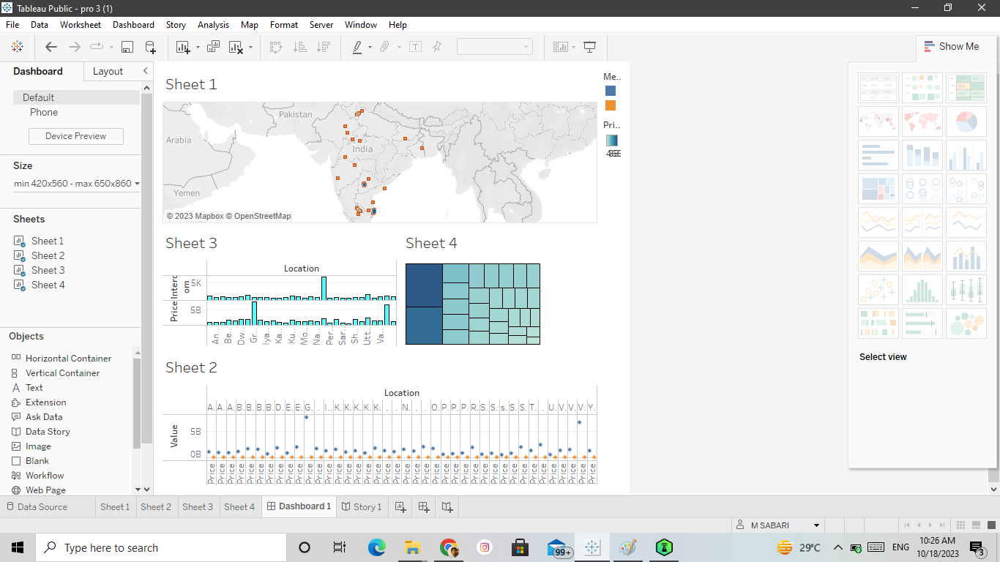 Tableau Public - pro 3 (1)
File Data Worksheet Dashboard Story Analysis Map Format Server Window Help
Show Me
Dashboard Layout
Default
Phone
Device Preview
Size
min 420x560 - max 650x860
Sheets
Sheet 1
Sheet 2
Sheet 3
Sheet 4
Objects
Horizontal Container
Vertical Container
Text
Extension
Ask Data
Data Story
Image
Blank
Workflow
Web Page
Sheet 1
Pakistan
Arabia
India
Yemen
© 2023 Mapbox © OpenStreetMap
Me..
Pri..
Sheet 3
Location
Price Interc
om
5K
5B
An.. Be.. Dw.. Gr.. Iya.. Ka.. Ku.. Mo.. Na.. Per.. Sar.. Sh.. Utt.. Va..
Sheet 4
Sheet 2
Location
A. A. A. B. B. B. B. D. E. E. G. . I.. K. K. K. K. K. . . N. . . O. P. P. P. R. S. S. s. S. S. T. . U. V. V. V. Y.
Value
5B
0B
Price Price Price Price Price Price Price Price Price Price Price Price Price Price Price Price Price Price Price Price Price Price Price Price Price Price Price Price Price Price Price Price Price Price Price Price Price Price Price Price
Select view
Data Source Sheet 1 Sheet 2 Sheet 3 Sheet 4 Dashboard 1 Story 1
M SABARI
Type here to search
99+
29°C
ENG
10:26 AM
10/18/2023
3